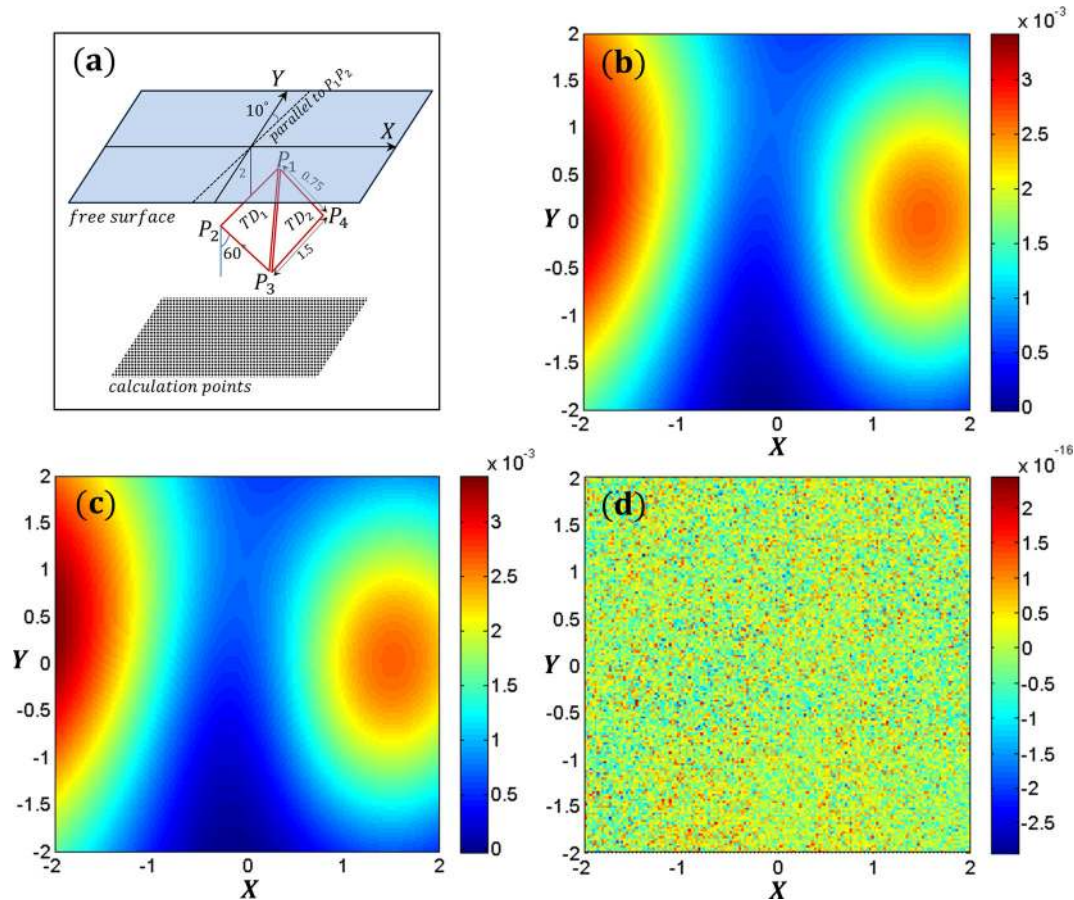 (a)
Y
10°
parallel to P₁P₂
X
P₁
2
0.75
free surface
P₂
TD₁
TD₂
P₄
60°
1.5
P₃
calculation points
(b)
x 10⁻³
2
1.5
1
0.5
Y 0
-0.5
-1
-1.5
-2
-2 -1 0 1 2
X
3
2.5
2
1.5
1
0.5
0
(c)
x 10⁻³
2
1.5
1
0.5
Y 0
-0.5
-1
-1.5
-2
-2 -1 0 1 2
X
3
2.5
2
1.5
1
0.5
0
(d)
x 10⁻¹⁶
2
1.5
1
0.5
Y 0
-0.5
-1
-1.5
-2
-2 -1 0 1 2
X
2
1.5
1
0.5
0
-0.5
-1
-1.5
-2
-2.5